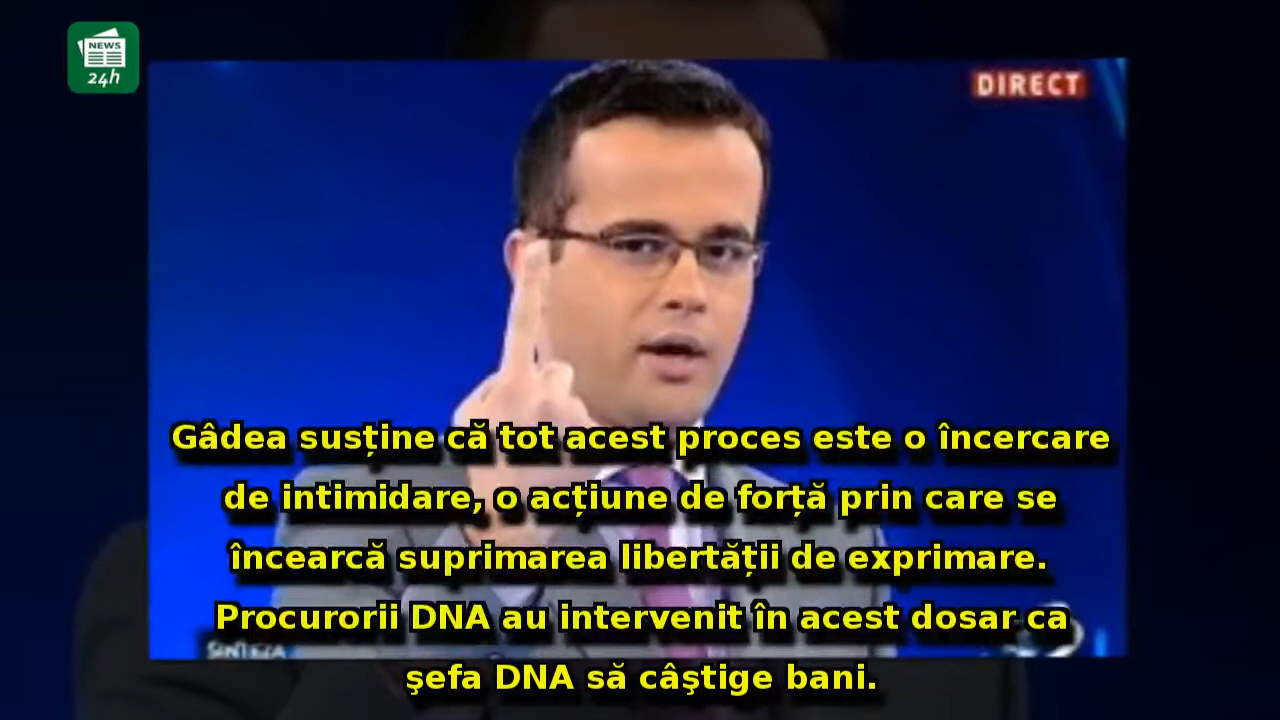 NEWS
24h
DIRECT
Gâdea susține că tot acest proces este o încercare
de intimidare, o acțiune de forță prin care se
încearcă suprimarea libertății de exprimare.
Procurorii DNA au intervenit în acest dosar ca
SINTEZA
şefa DNA să câştige bani.